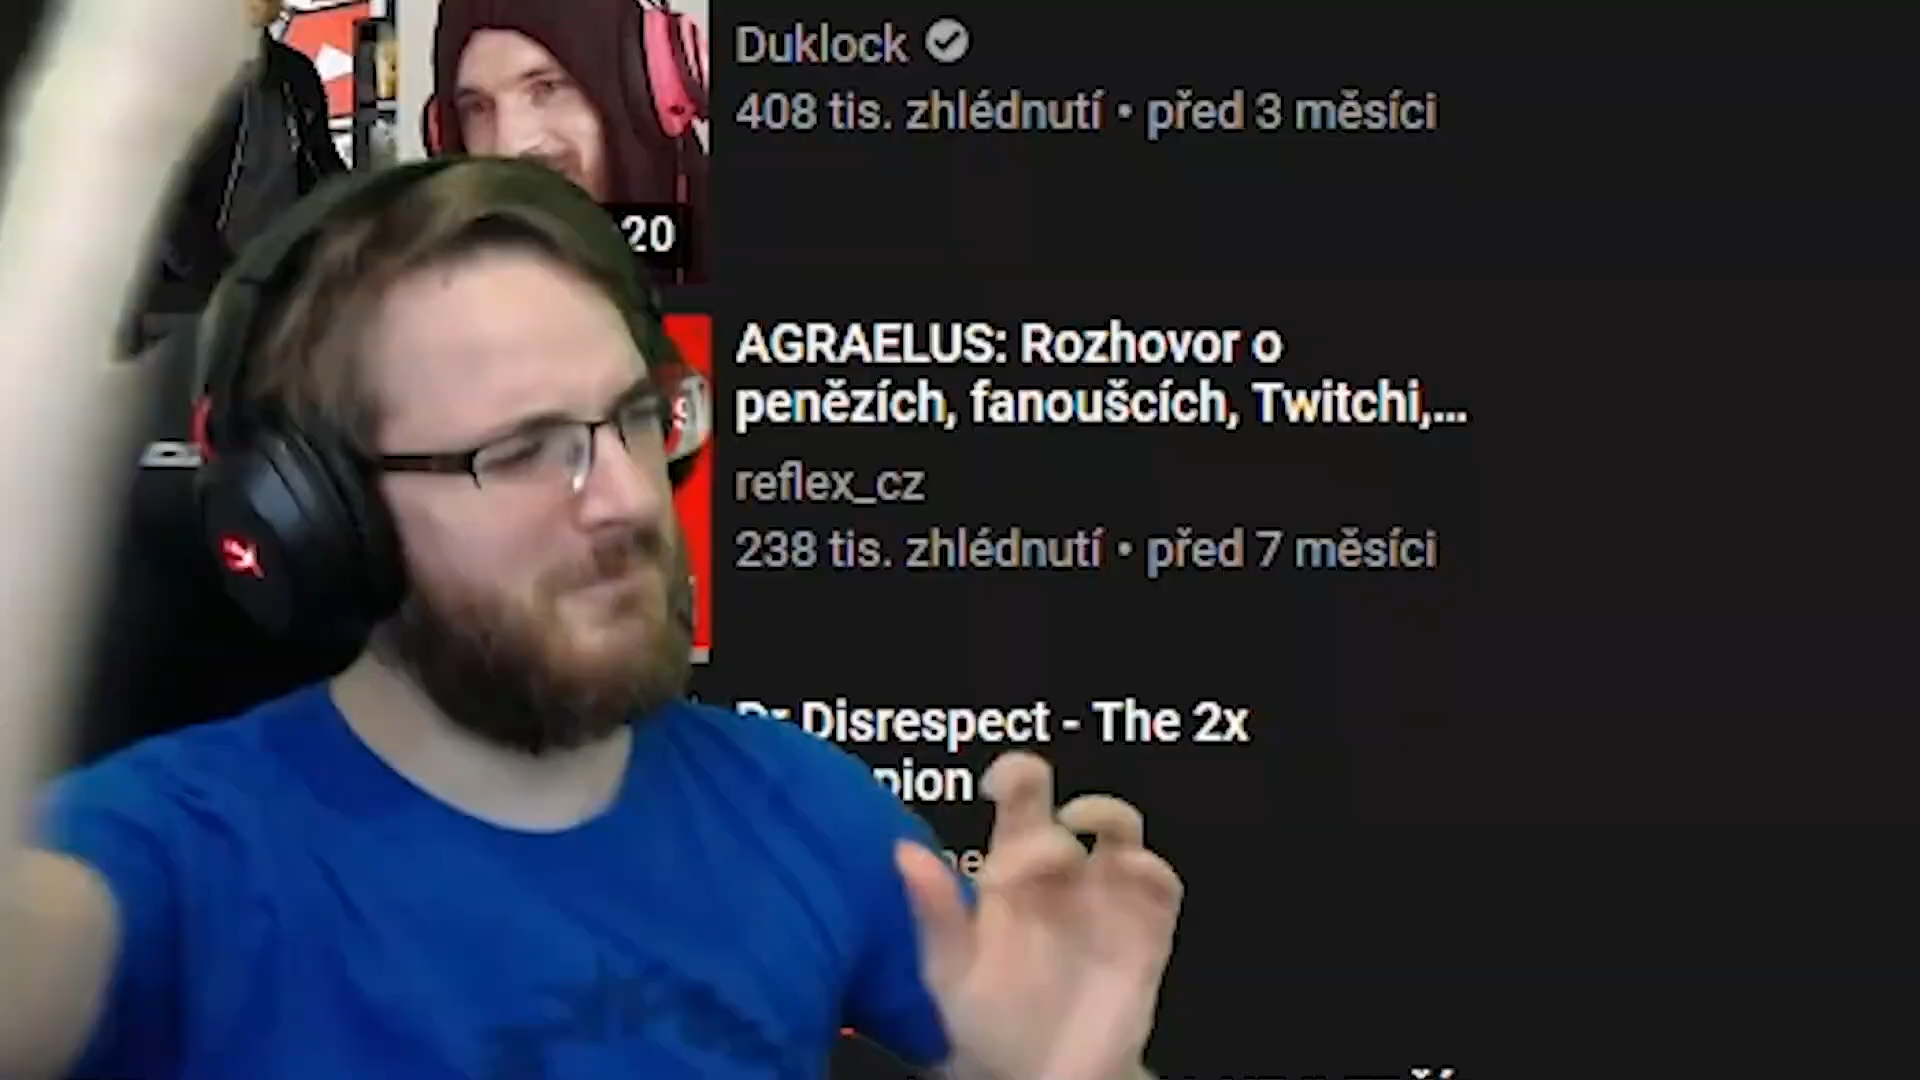 Duklock
408 tis. zhlédnutí • před 3 měsíci
20
AGRAELUS: Rozhovor o
penězích, fanoušcích, Twitchi,...
reflex_cz
238 tis. zhlédnutí • před 7 měsíci
Disrespect - The 2x